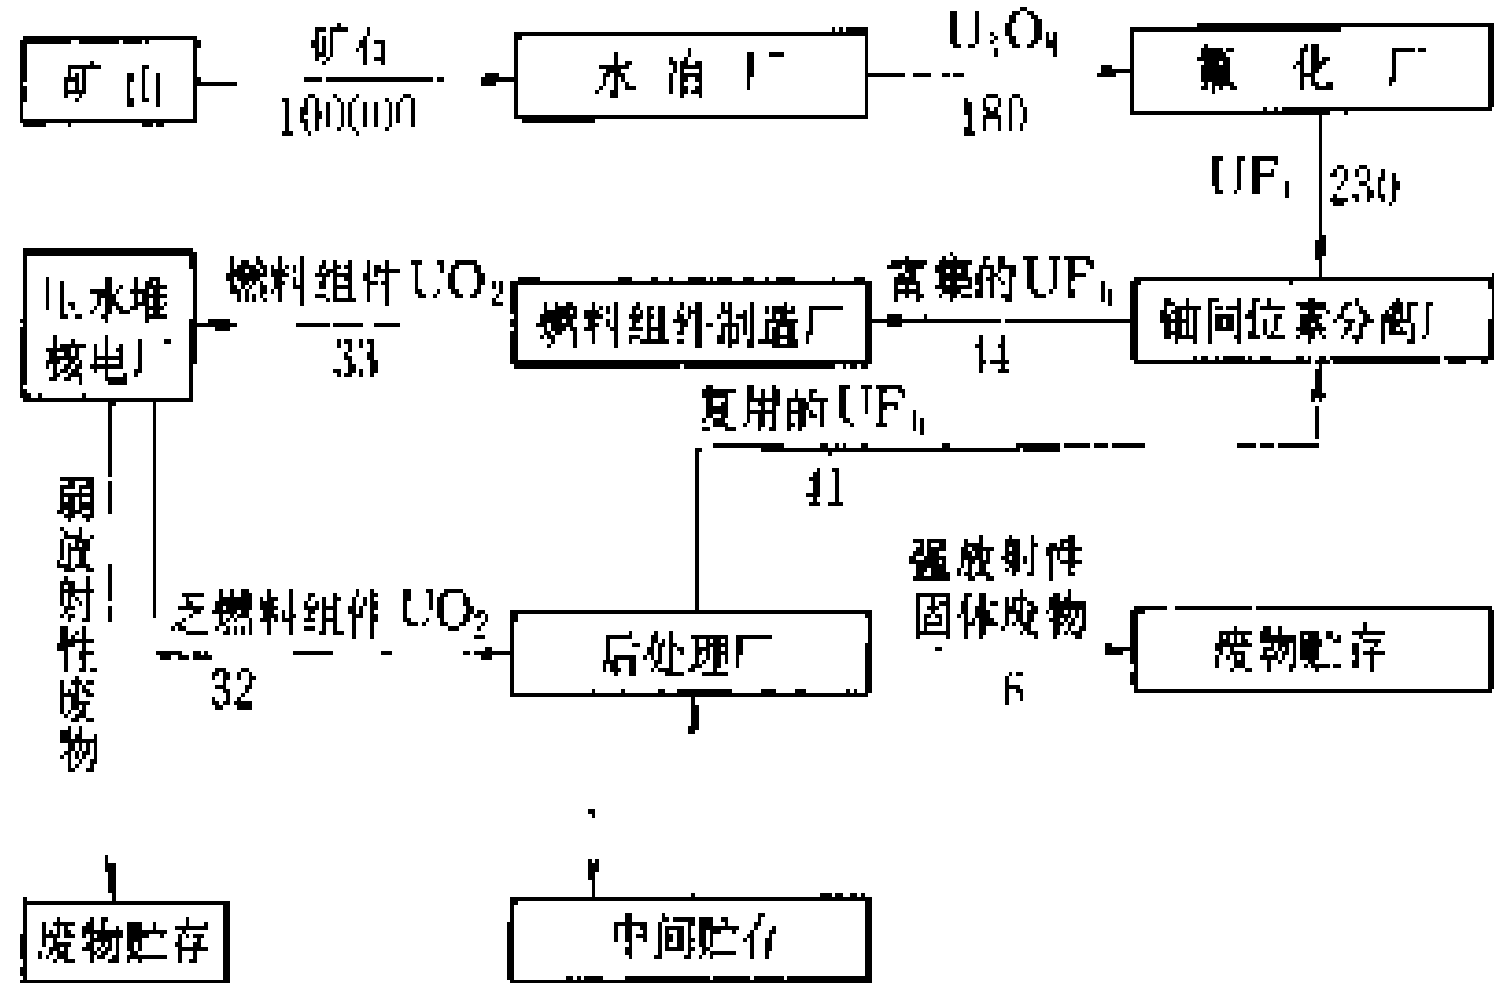 矿山
矿石
100000
水冶厂
U₃O₈
180
氟化厂
UF₆
230
压水堆
核电厂
燃料组件UO₂
33
燃料组件制造厂
富集的UF₆
44
铀同位素分离厂
复用的UF₆
41
弱放射性废物
乏燃料组件UO₂
32
后处理厂
强放射性
固体废物
6
废物贮存
废物贮存
中间贮存